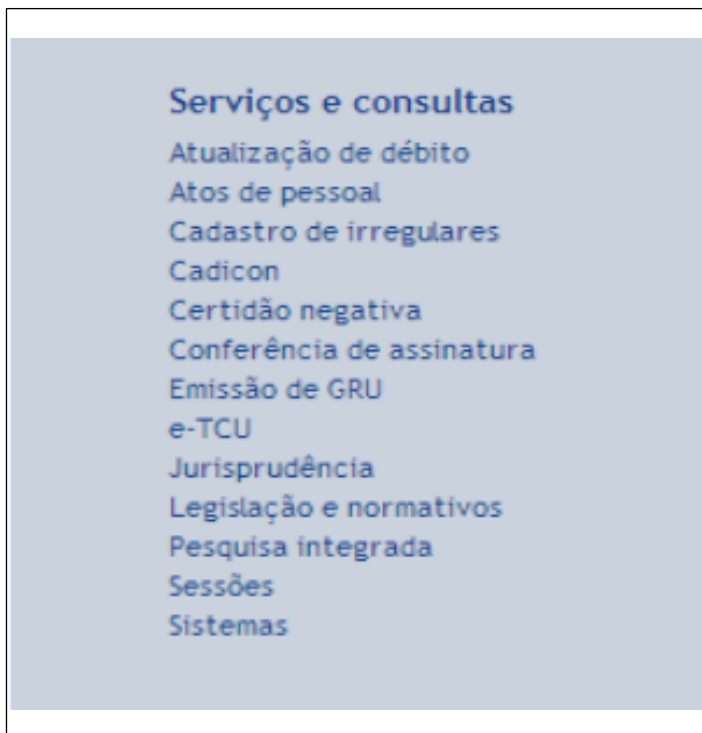 Serviços e consultas
Atualização de débito
Atos de pessoal
Cadastro de irregulares
Cadicon
Certidão negativa
Conferência de assinatura
Emissão de GRU
e-TCU
Jurisprudência
Legislação e normativos
Pesquisa integrada
Sessões
Sistemas